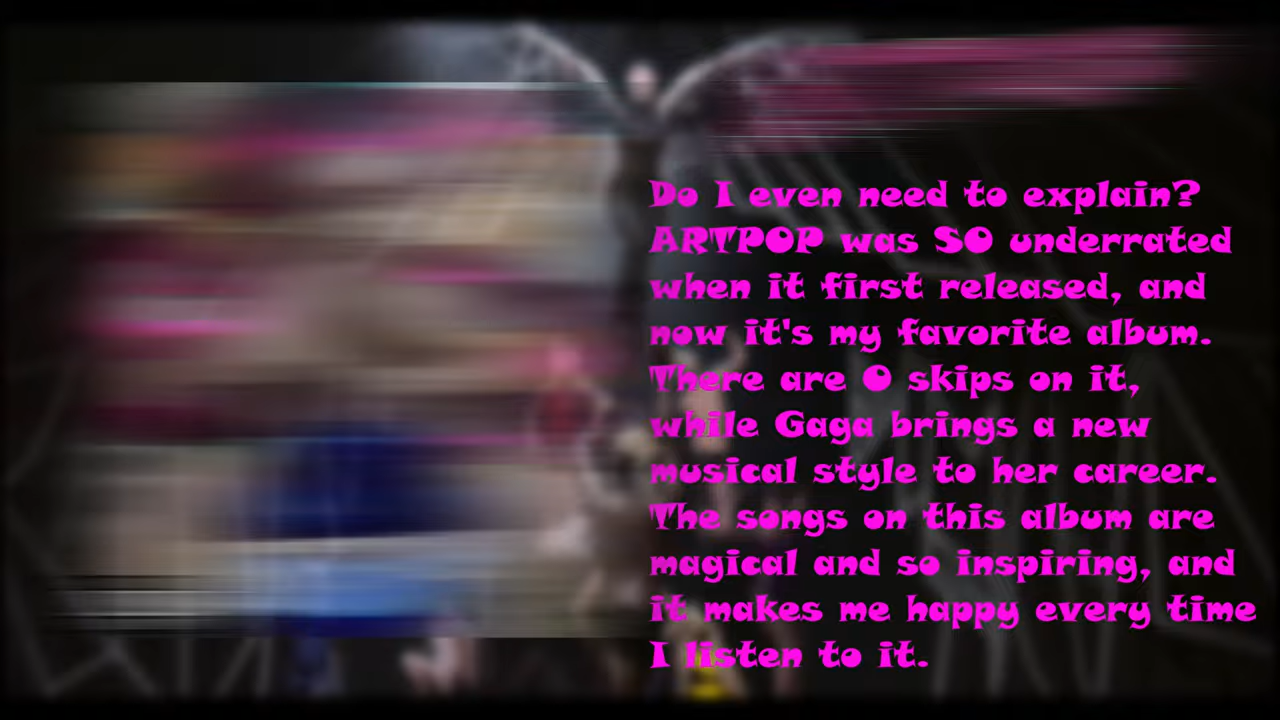 Do I even need to explain?
ARTPOP was SO underrated
when it first released, and
now it's my favorite album.
There are 0 skips on it,
while Gaga brings a new
musical style to her career.
The songs on this album are
magical and so inspiring, and
it makes me happy every time
I listen to it.